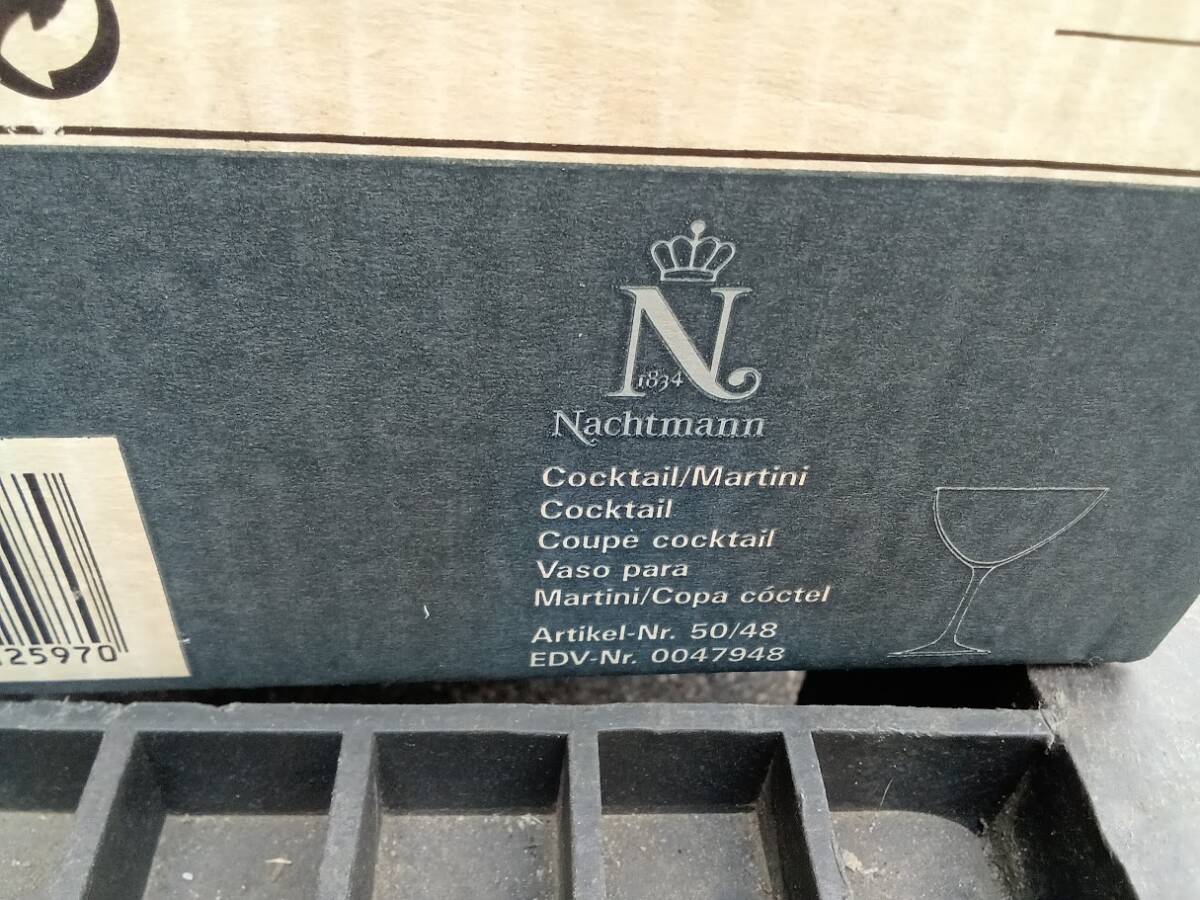 1834
Nachtmann
Cocktail/Martini
Cocktail
Coupè cocktail
Vaso para
Martini/Copa cóctel
Artikel-Nr. 50/48
EDV-Nr. 0047948
25970